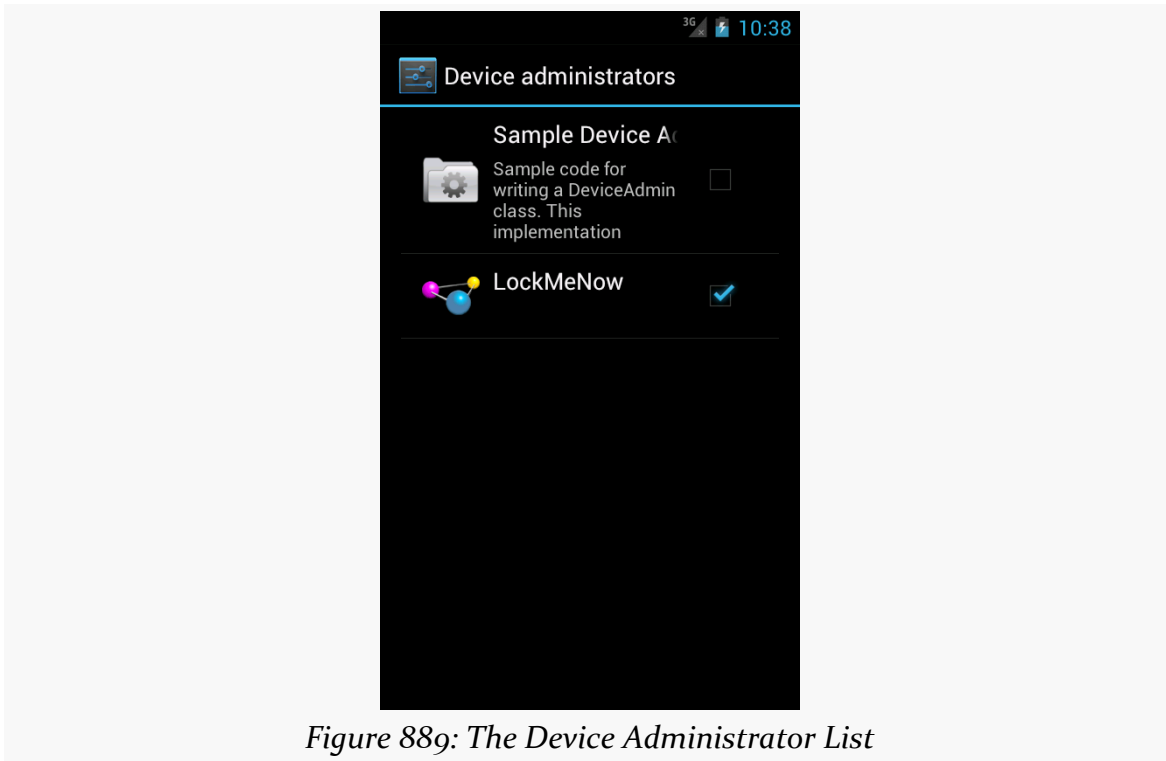 3G
10:38
Device administrators
Sample Device A
Sample code for
writing a DeviceAdmin
class. This
implementation
LockMeNow
Figure 889: The Device Administrator List